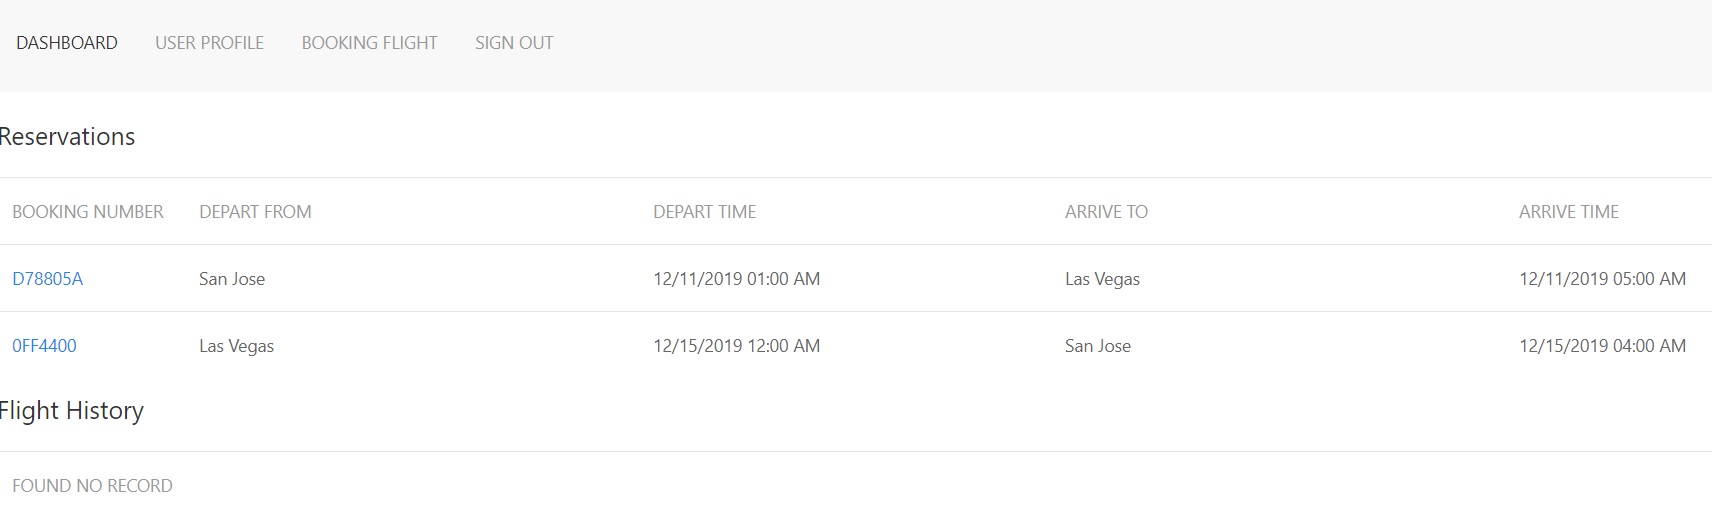 DASHBOARD USER PROFILE BOOKING FLIGHT SIGN OUT
Reservations
BOOKING NUMBER DEPART FROM DEPART TIME ARRIVE TO ARRIVE TIME
D78805A San Jose 12/11/2019 01:00 AM Las Vegas 12/11/2019 05:00 AM
0FF4400 Las Vegas 12/15/2019 12:00 AM San Jose 12/15/2019 04:00 AM
Flight History
FOUND NO RECORD